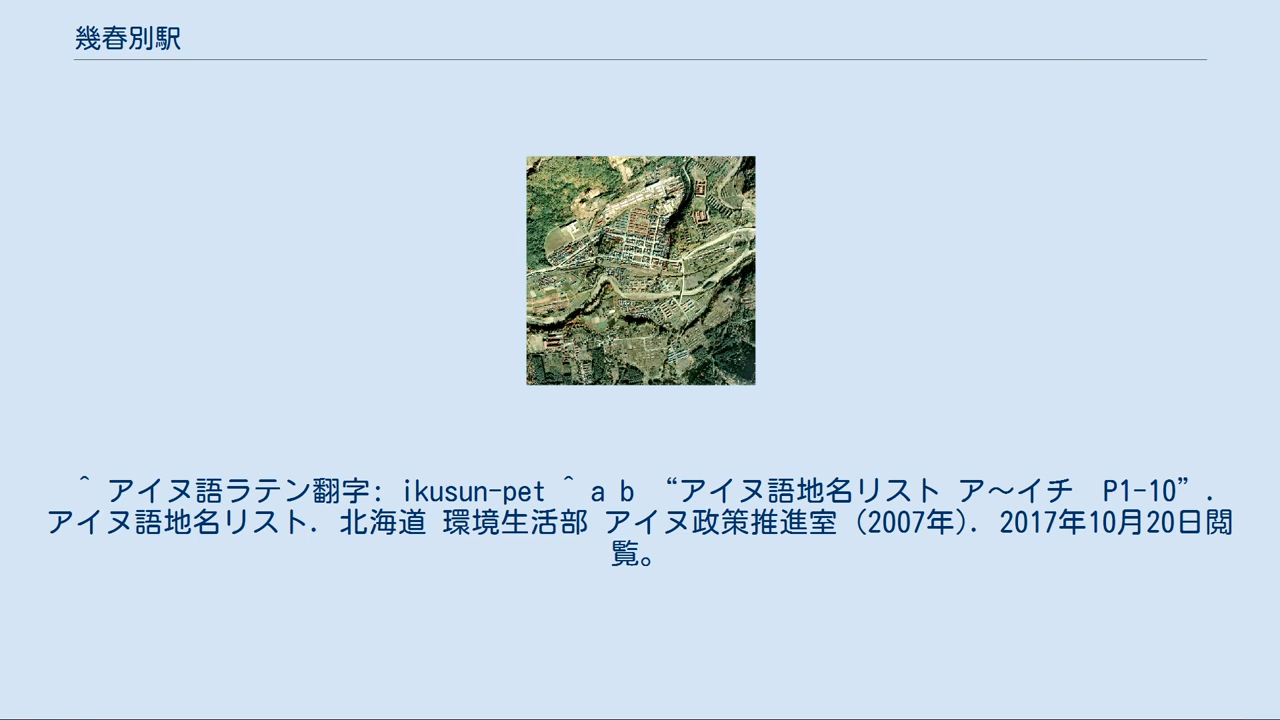 幾春別駅
^ アイヌ語ラテン翻字: ikusun-pet ^ a b “アイヌ語地名リスト ア～イチ　P1-10”.
アイヌ語地名リスト. 北海道 環境生活部 アイヌ政策推進室 (2007年). 2017年10月20日閲
覧。